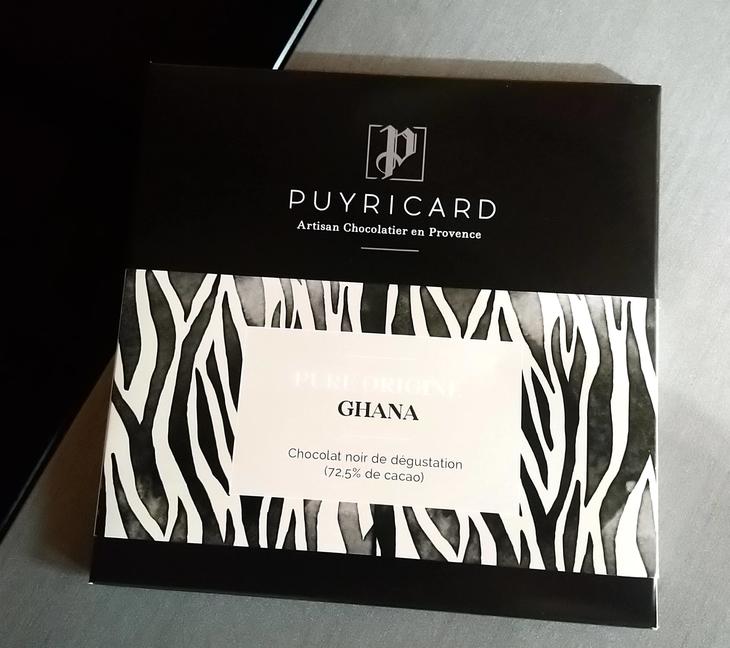 P
PUYRICARD
Artisan Chocolatier en Provence
PURE ORIGINE
GHANA
Chocolat noir de dégustation
(72,5% de cacao)